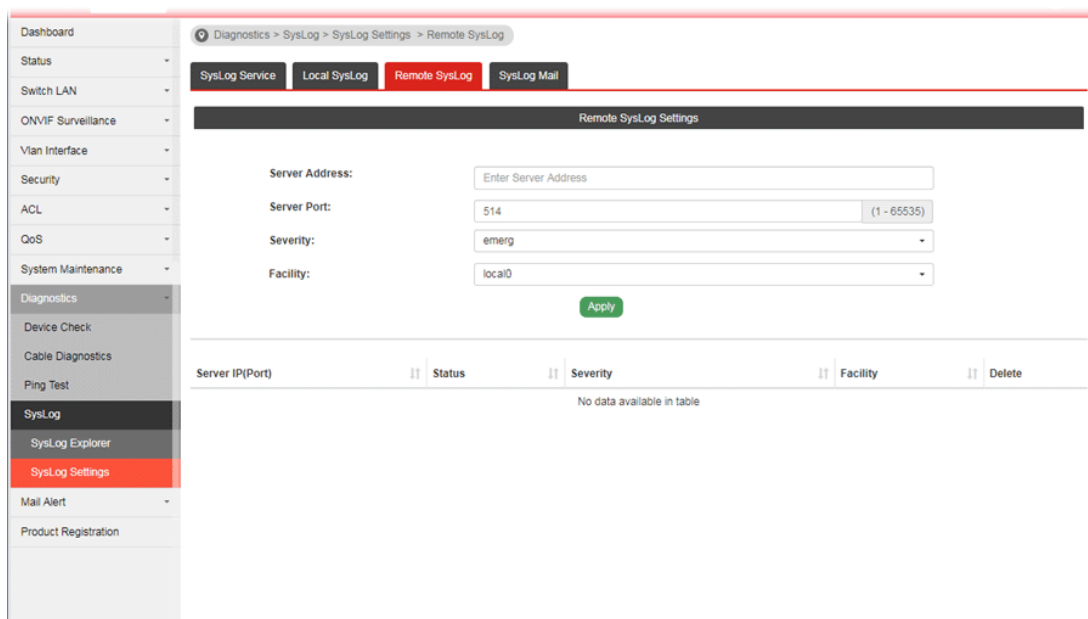 Dashboard
Status
Switch LAN
ONVIF Surveillance
Vlan Interface
Security
ACL
QoS
System Maintenance
Diagnostics
Device Check
Cable Diagnostics
Ping Test
SysLog
SysLog Explorer
SysLog Settings
Mail Alert
Product Registration
Diagnostics > SysLog > SysLog Settings > Remote SysLog
SysLog Service Local SysLog Remote SysLog SysLog Mail
Remote SysLog Settings
Server Address: Enter Server Address
Server Port: 514 (1 - 65535)
Severity: emerg
Facility: local0
Apply
Server IP(Port) Status Severity Facility Delete
No data available in table